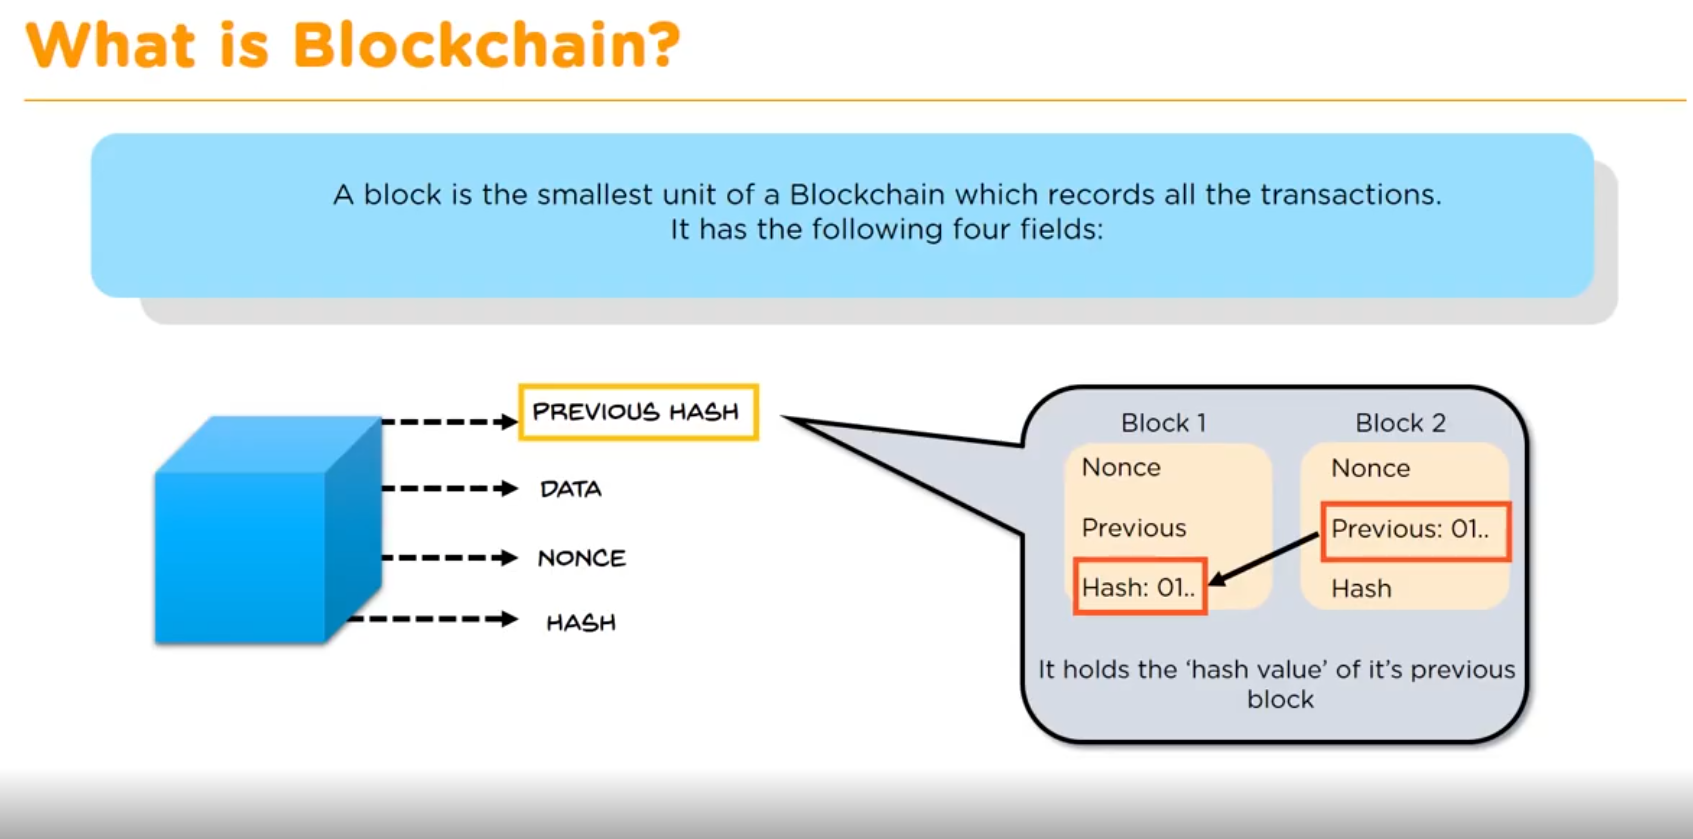 What is Blockchain?
A block is the smallest unit of a Blockchain which records all the transactions.
It has the following four fields:
PREVIOUS HASH
DATA
NONCE
HASH
Block 1
Nonce
Previous
Hash: 01..
Block 2
Nonce
Previous: 01..
Hash
It holds the ‘hash value’ of it’s previous
block